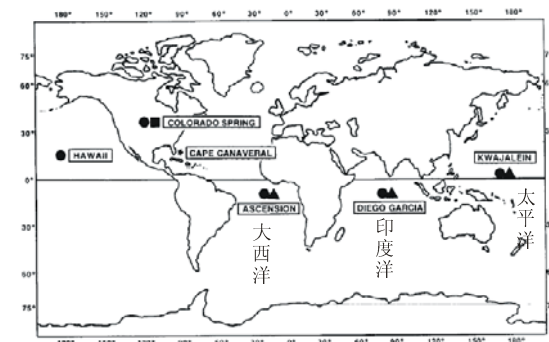 180° 150° 120° 90° 60° 30° 0° 30° 60° 90° 120° 150° 180°
75°
60°
COLORADO SPRING
30°
HAWAII
CAPE CANAVERAL
KWAJALEIN
0°
ASCENSION
DIEGO GARCIA
大西洋
印度洋
太平洋
30°
60°
75°